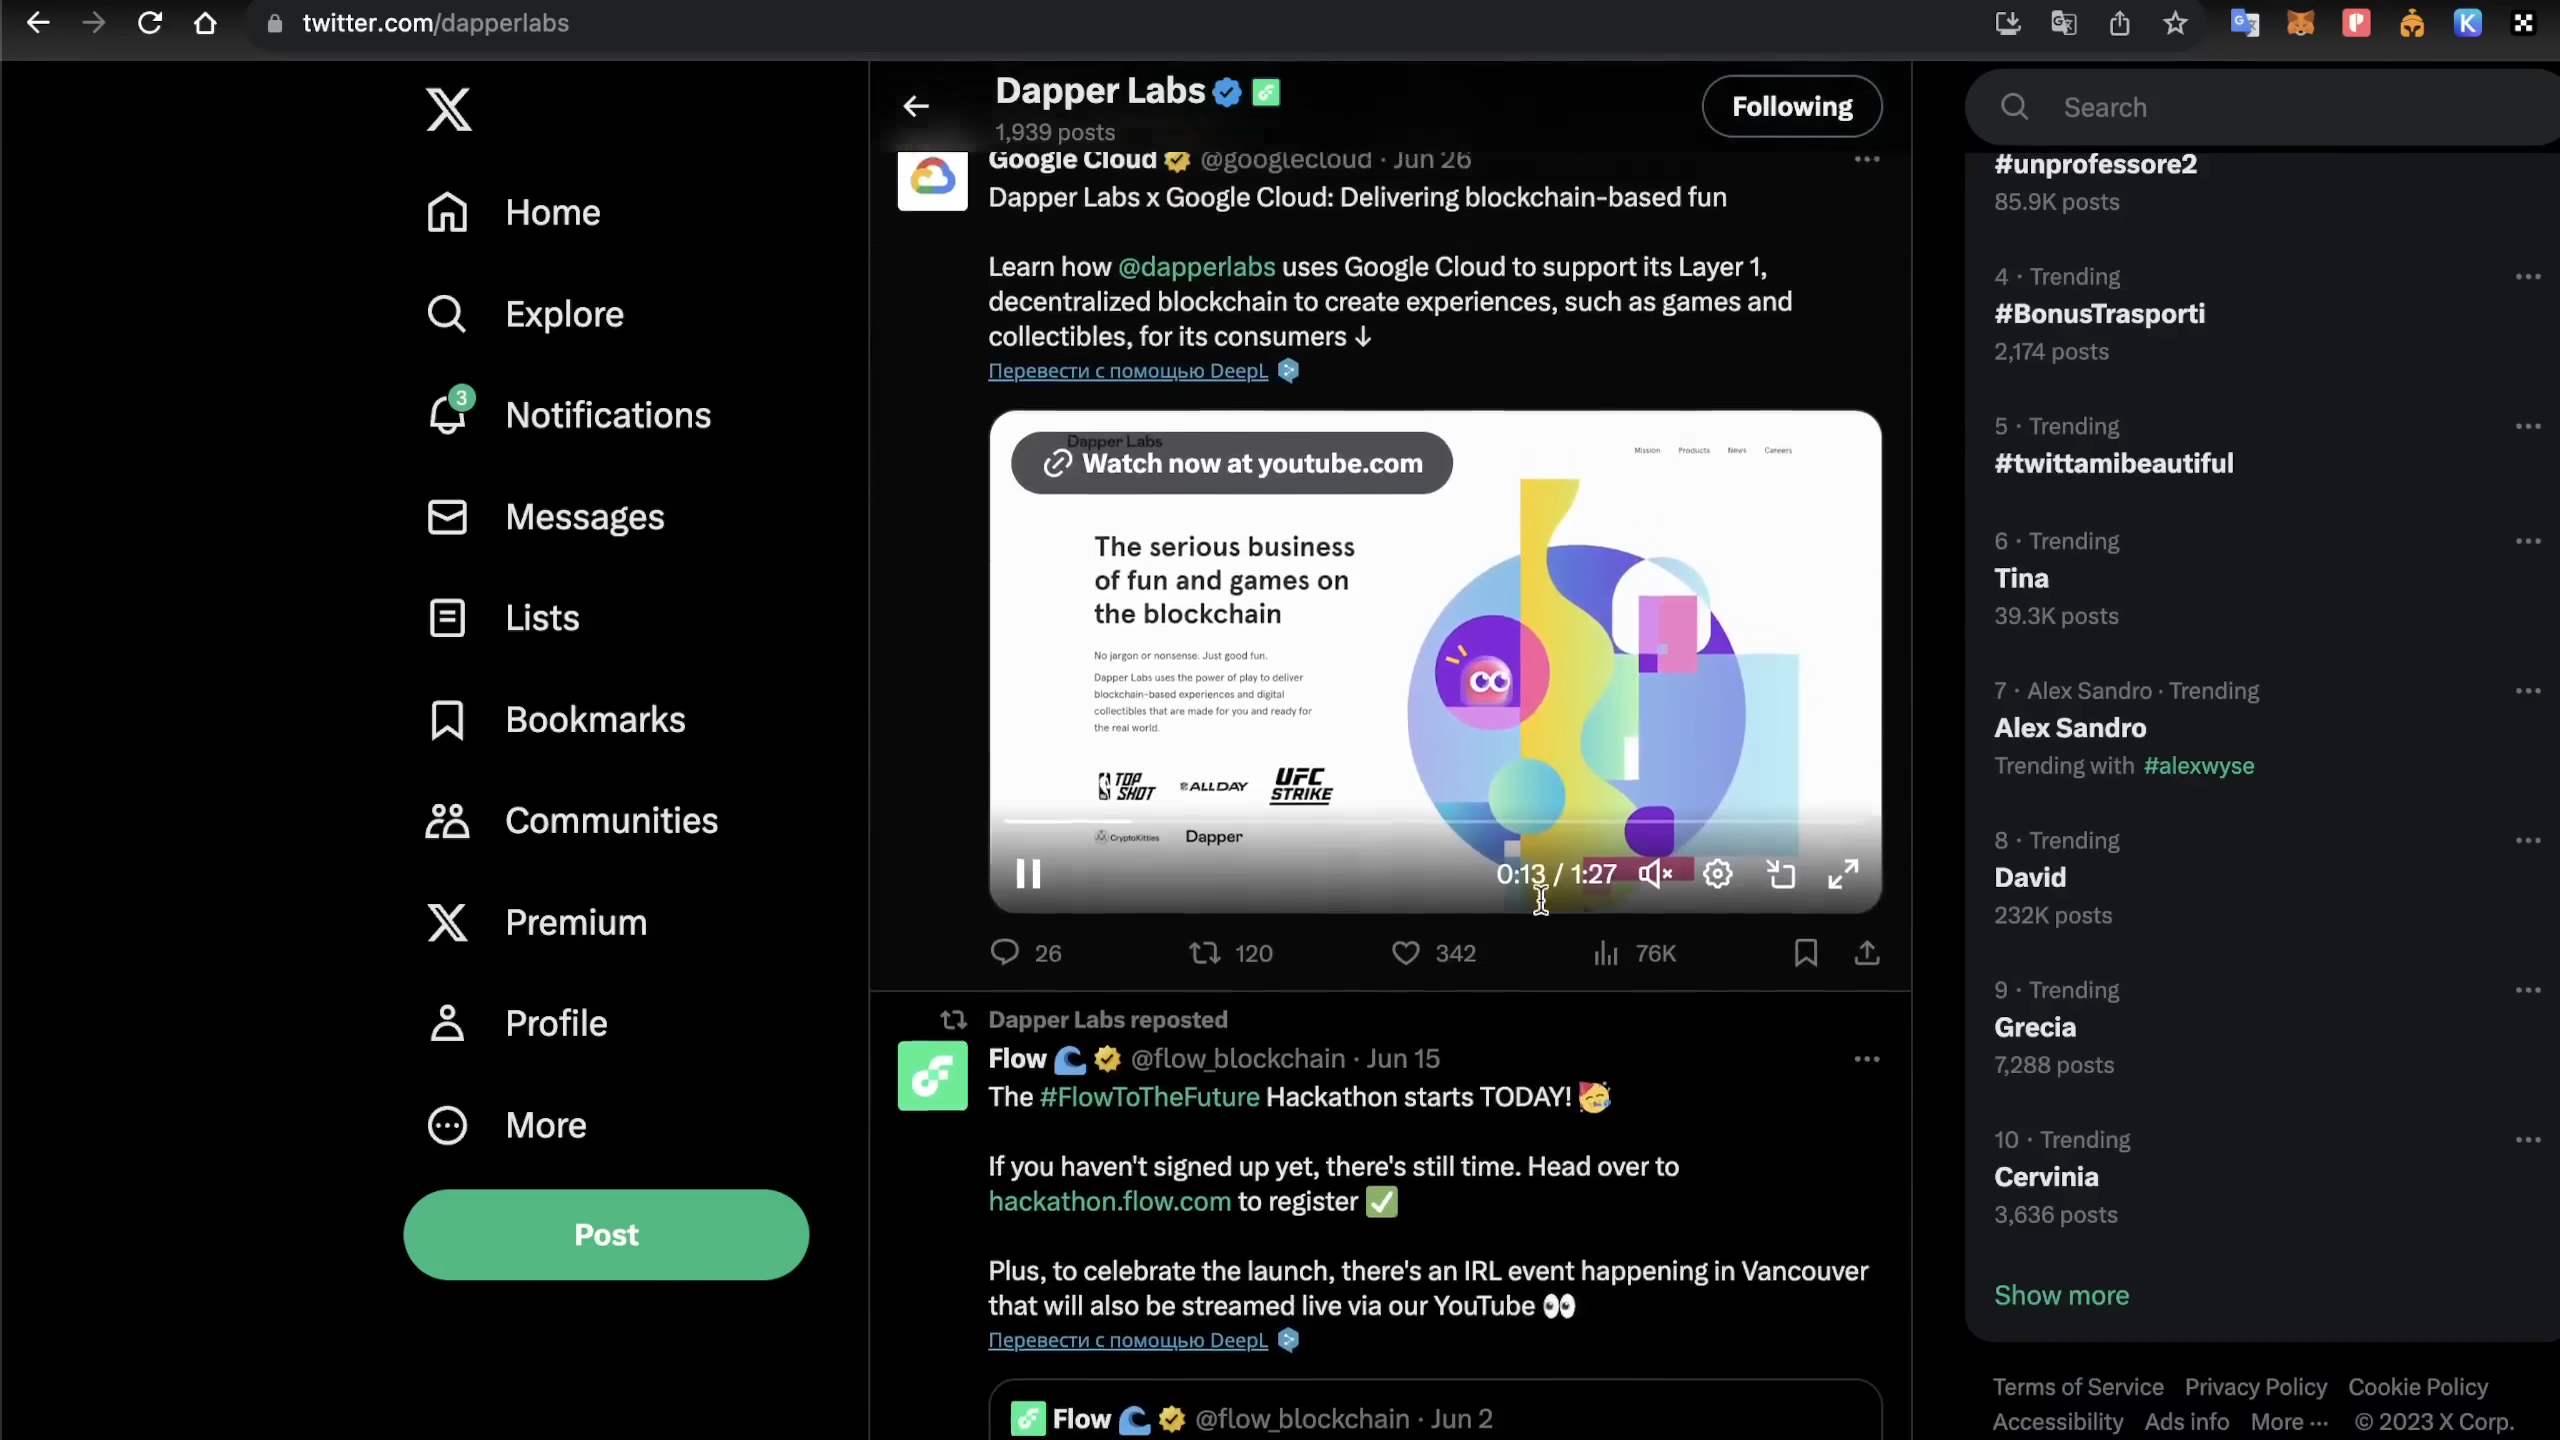 twitter.com/dapperlabs
Home
Explore
3
Notifications
Messages
Lists
Bookmarks
Communities
Premium
Profile
More
Post
Dapper Labs
1,939 posts
Following
Google Cloud @googlecloud · Jun 26
Dapper Labs x Google Cloud: Delivering blockchain-based fun
Learn how @dapperlabs uses Google Cloud to support its Layer 1,
decentralized blockchain to create experiences, such as games and
collectibles, for its consumers ↓
Перевести с помощью DeepL
Dapper Labs
Watch now at youtube.com
Mission Products News Careers
The serious business
of fun and games on
the blockchain
No jargon or nonsense. Just good fun.
Dapper Labs uses the power of play to deliver
blockchain-based experiences and digital
collectibles that are made for you and ready for
the real world.
TOP SHOT ALLDAY UFC STRIKE
CryptoKitties Dapper
0:13 / 1:27
26 120 342 76K
Dapper Labs reposted
Flow @flow_blockchain · Jun 15
The #FlowToTheFuture Hackathon starts TODAY! 🥳
If you haven't signed up yet, there's still time. Head over to
hackathon.flow.com to register ✅
Plus, to celebrate the launch, there's an IRL event happening in Vancouver
that will also be streamed live via our YouTube 👀
Перевести с помощью DeepL
Flow @flow_blockchain · Jun 2
Search
#unprofessore2
85.9K posts
4 · Trending
#BonusTrasporti
2,174 posts
5 · Trending
#twittamibeautiful
6 · Trending
Tina
39.3K posts
7 · Alex Sandro · Trending
Alex Sandro
Trending with #alexwyse
8 · Trending
David
232K posts
9 · Trending
Grecia
7,288 posts
10 · Trending
Cervinia
3,636 posts
Show more
Terms of Service Privacy Policy Cookie Policy
Accessibility Ads info More ··· © 2023 X Corp.